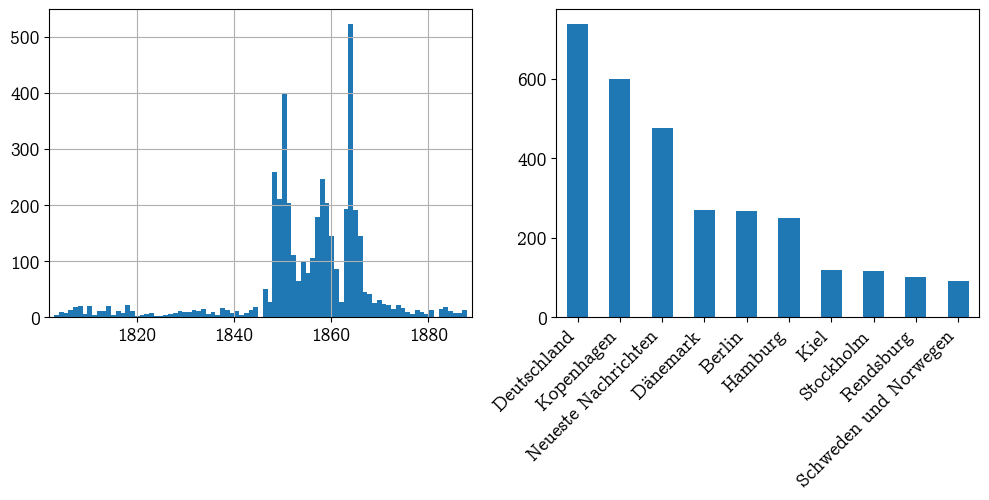 500
400
300
200
100
0
1820 1840 1860 1880
600
400
200
0
Deutschland
Kopenhagen
Neueste Nachrichten
Dänemark
Berlin
Hamburg
Kiel
Stockholm
Rendsburg
Schweden und Norwegen